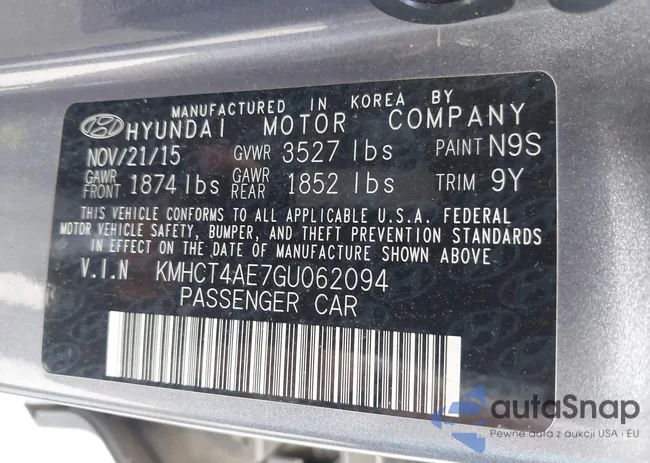 MANUFACTURED IN KOREA BY
HYUNDAI MOTOR COMPANY
NOV/21/15 GVWR 3527 lbs PAINT N9S
GAWR FRONT 1874 lbs GAWR REAR 1852 lbs TRIM 9Y
THIS VEHICLE CONFORMS TO ALL APPLICABLE U.S.A. FEDERAL
MOTOR VEHICLE SAFETY, BUMPER, AND THEFT PREVENTION STANDARDS
IN EFFECT ON THE DATE OF MANUFACTURE SHOWN ABOVE
V.I.N KMHCT4AE7GU062094
PASSENGER CAR
autaSnap
Pewne auta z aukcji USA i EU